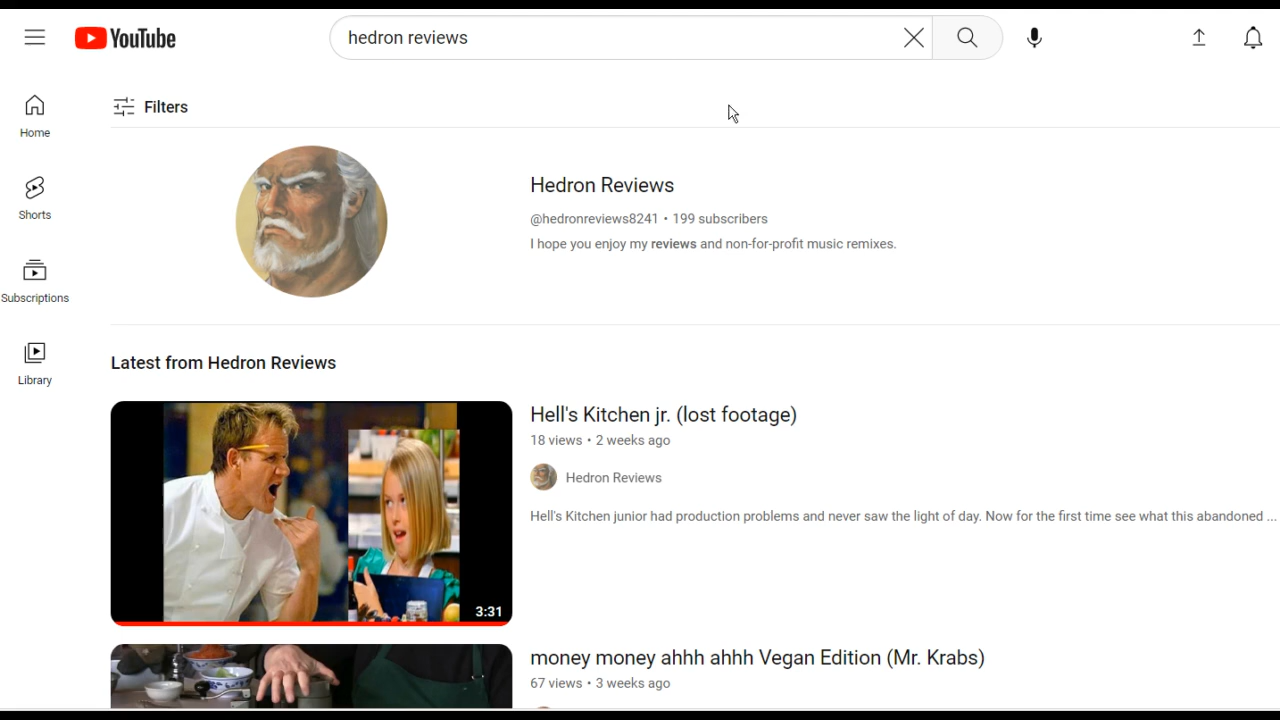 YouTube
hedron reviews
Filters
Home
Shorts
Subscriptions
Library
Hedron Reviews
@hedronreviews8241 • 199 subscribers
I hope you enjoy my reviews and non-for-profit music remixes.
Latest from Hedron Reviews
3:31
Hell's Kitchen jr. (lost footage)
18 views • 2 weeks ago
Hedron Reviews
Hell's Kitchen junior had production problems and never saw the light of day. Now for the first time see what this abandoned ...
money money ahhh ahhh Vegan Edition (Mr. Krabs)
67 views • 3 weeks ago